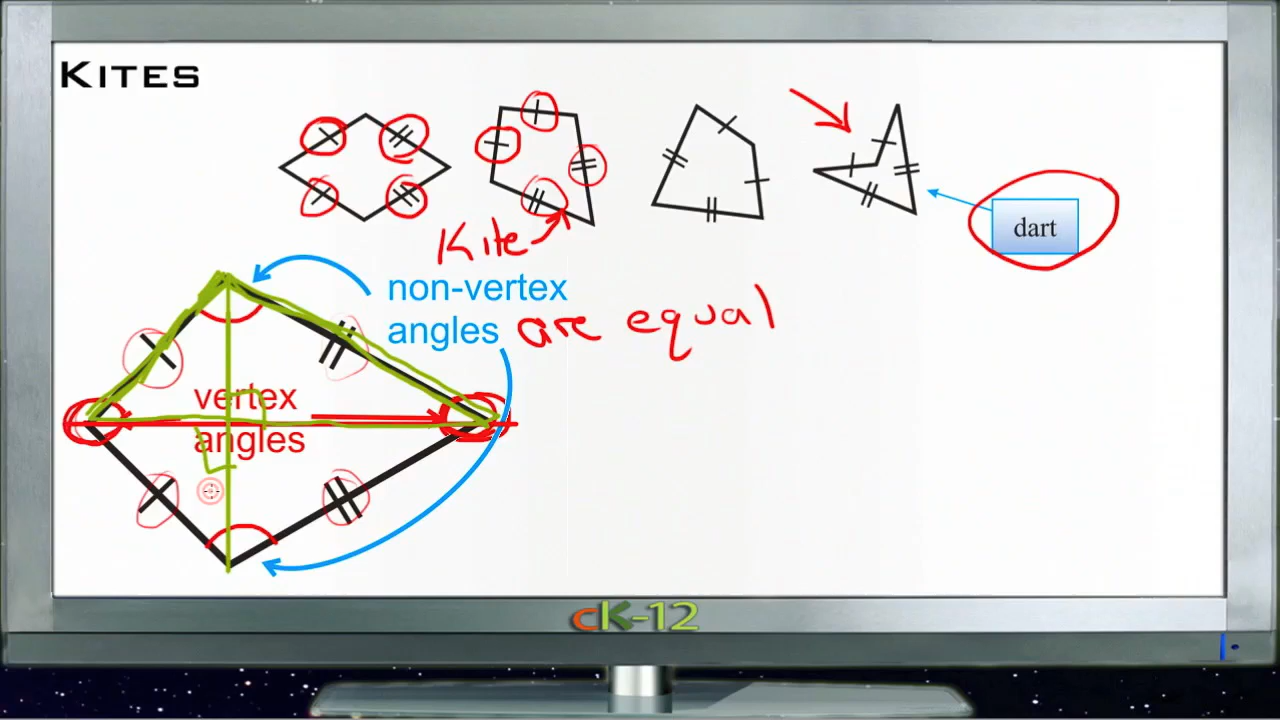 KITES
dart
Kite
non-vertex
angles are equal
vertex
angles
cK-12